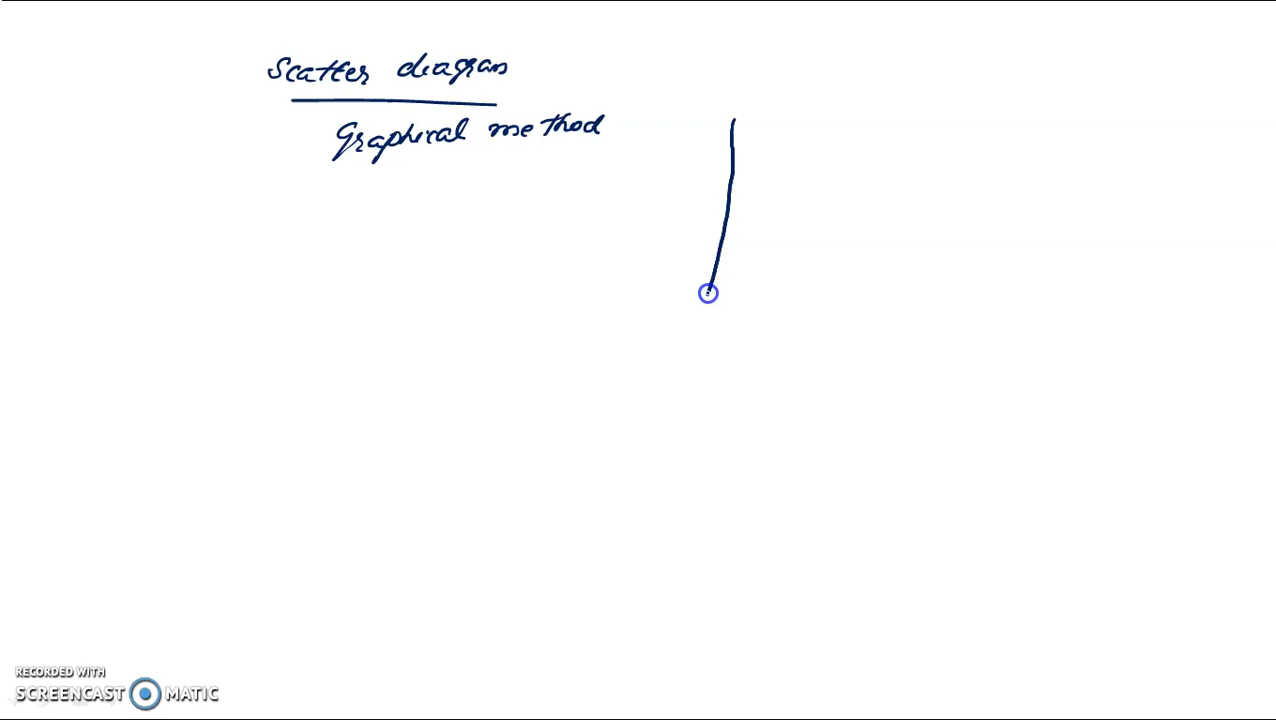 Scatter diagram
Graphical method
RECORDED WITH
SCREENCAST MATIC